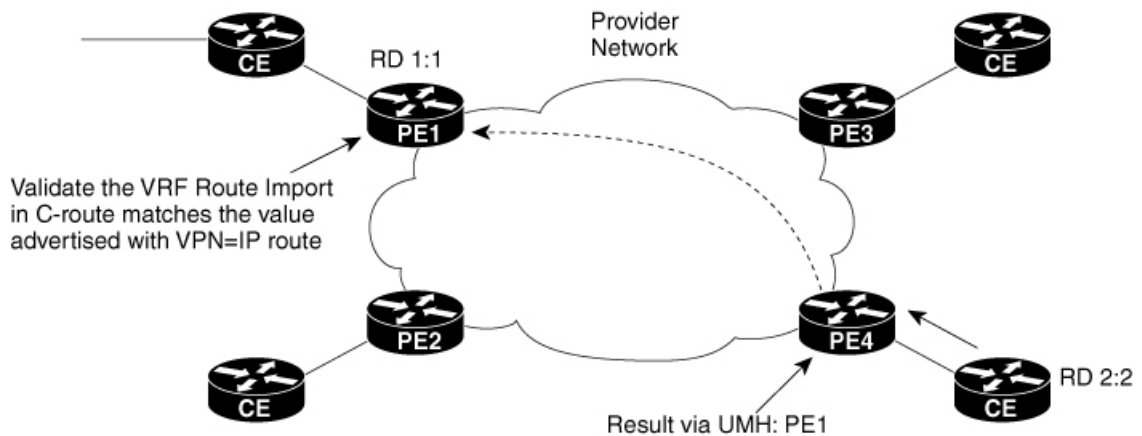 Provider
Network
CE
RD 1:1
CE
PE1
PE3
Validate the VRF Route Import
in C-route matches the value
advertised with VPN=IP route
PE2
PE4
CE
CE
RD 2:2
Result via UMH: PE1